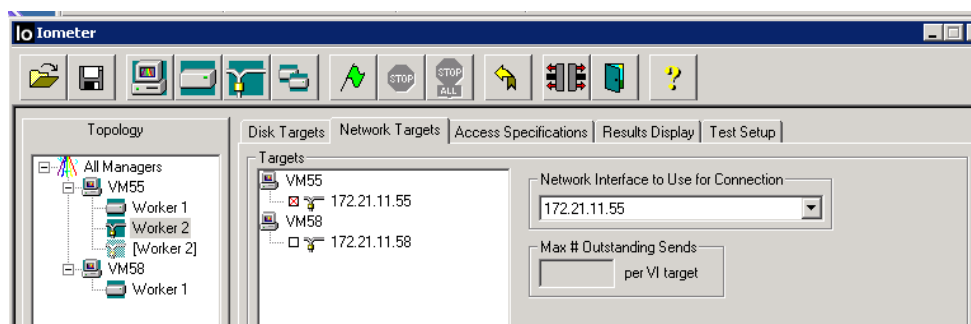 Io Iometer
STOP
STOP ALL
?
Topology
Disk Targets Network Targets Access Specifications Results Display Test Setup
All Managers
VM55
Worker 1
Worker 2
[Worker 2]
VM58
Worker 1
Targets
VM55
172.21.11.55
VM58
172.21.11.58
Network Interface to Use for Connection
172.21.11.55
Max # Outstanding Sends
per VI target